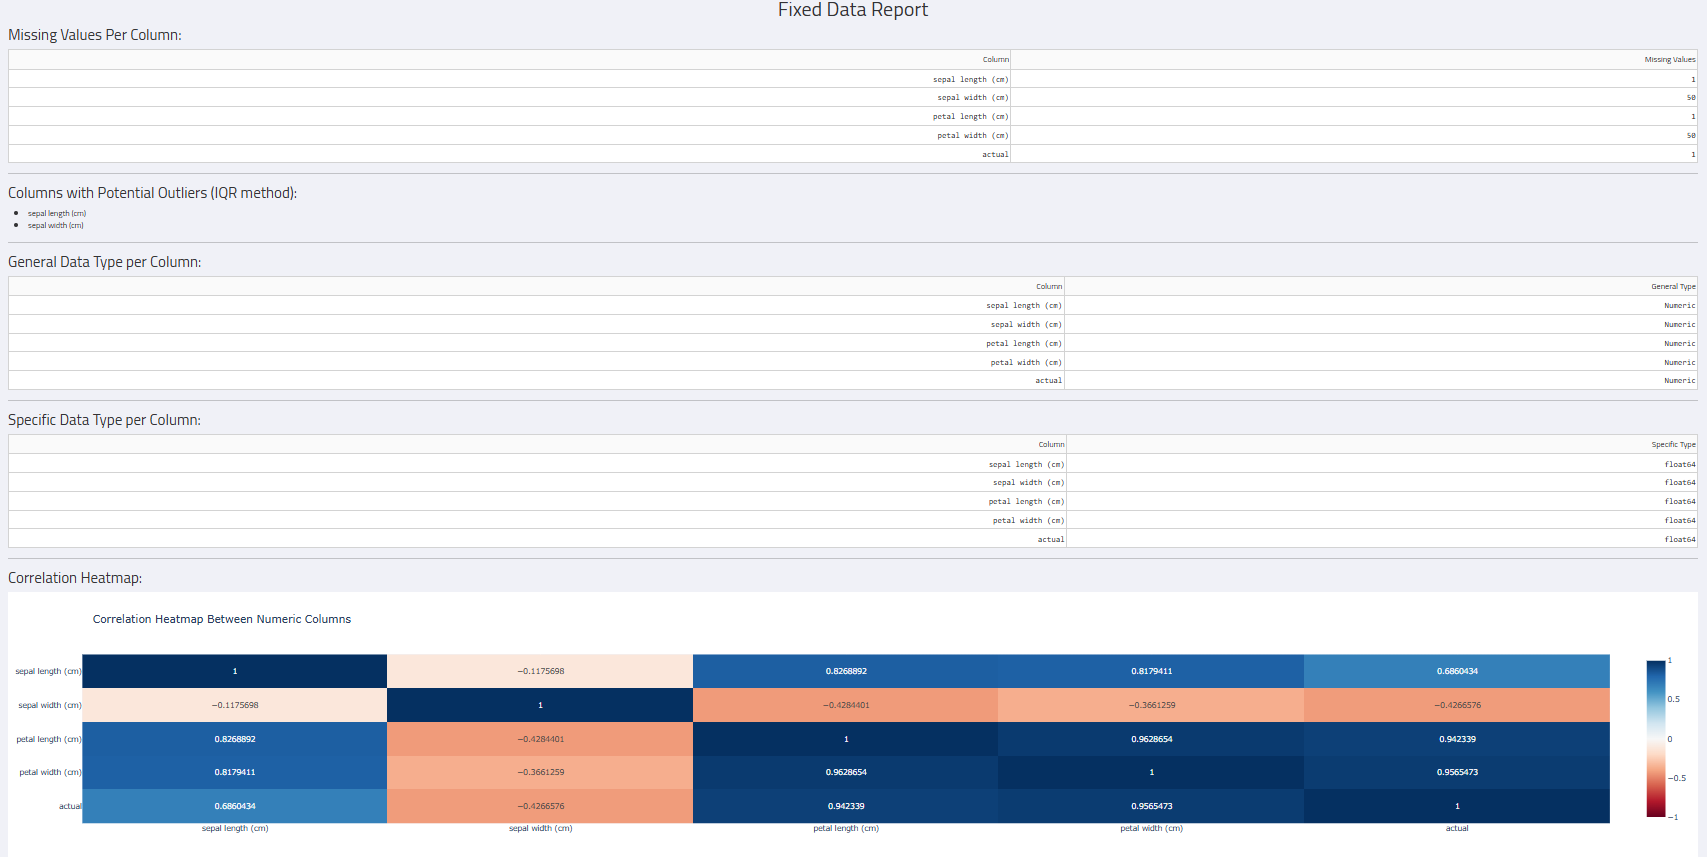 Fixed Data Report
Missing Values Per Column:
Column Missing Values
sepal length (cm) 1
sepal width (cm) 50
petal length (cm) 1
petal width (cm) 50
actual 1
Columns with Potential Outliers (IQR method):
sepal length (cm)
sepal width (cm)
General Data Type per Column:
Column General Type
sepal length (cm) Numeric
sepal width (cm) Numeric
petal length (cm) Numeric
petal width (cm) Numeric
actual Numeric
Specific Data Type per Column:
Column Specific Type
sepal length (cm) float64
sepal width (cm) float64
petal length (cm) float64
petal width (cm) float64
actual float64
Correlation Heatmap:
Correlation Heatmap Between Numeric Columns
sepal length (cm) 1 −0.1175698 0.8268892 0.8179411 0.6860434
sepal width (cm) −0.1175698 1 −0.4284401 −0.3661259 −0.4266576
petal length (cm) 0.8268892 −0.4284401 1 0.9628654 0.942339
petal width (cm) 0.8179411 −0.3661259 0.9628654 1 0.9565473
actual 0.6860434 −0.4266576 0.942339 0.9565473 1
sepal length (cm) sepal width (cm) petal length (cm) petal width (cm) actual
1
0.5
0
−0.5
−1